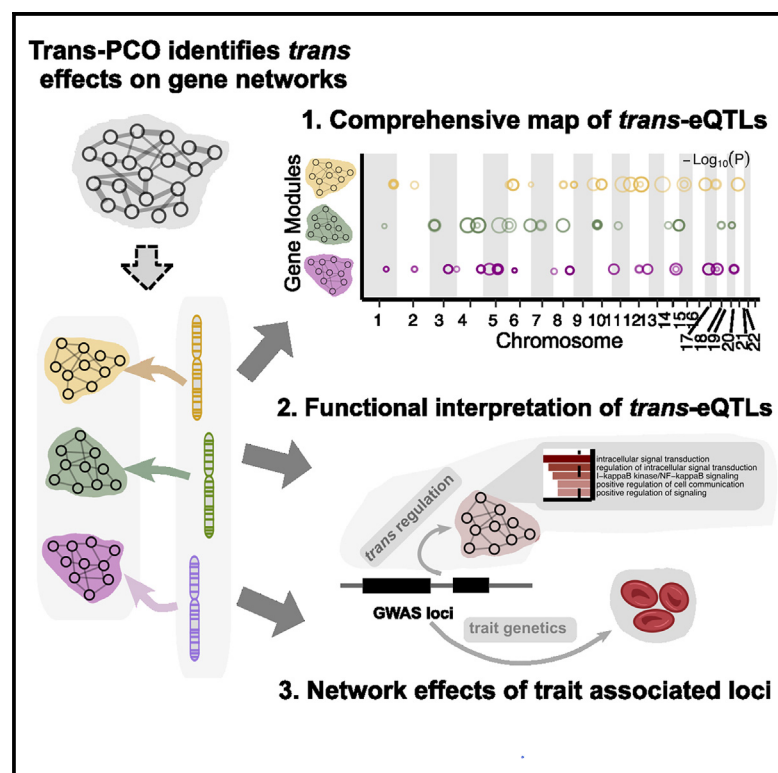 Trans-PCO identifies trans
effects on gene networks
1. Comprehensive map of trans-eQTLs
−Log10(P)
Gene Modules
1 2 3 4 5 6 7 8 9 10 11 12 13 14 15 16 17 18 19 20 21 22
Chromosome
2. Functional interpretation of trans-eQTLs
intracellular signal transduction
regulation of intracellular signal transduction
I−kappaB kinase/NF−kappaB signaling
positive regulation of cell communication
positive regulation of signaling
trans regulation
GWAS loci
trait genetics
3. Network effects of trait associated loci